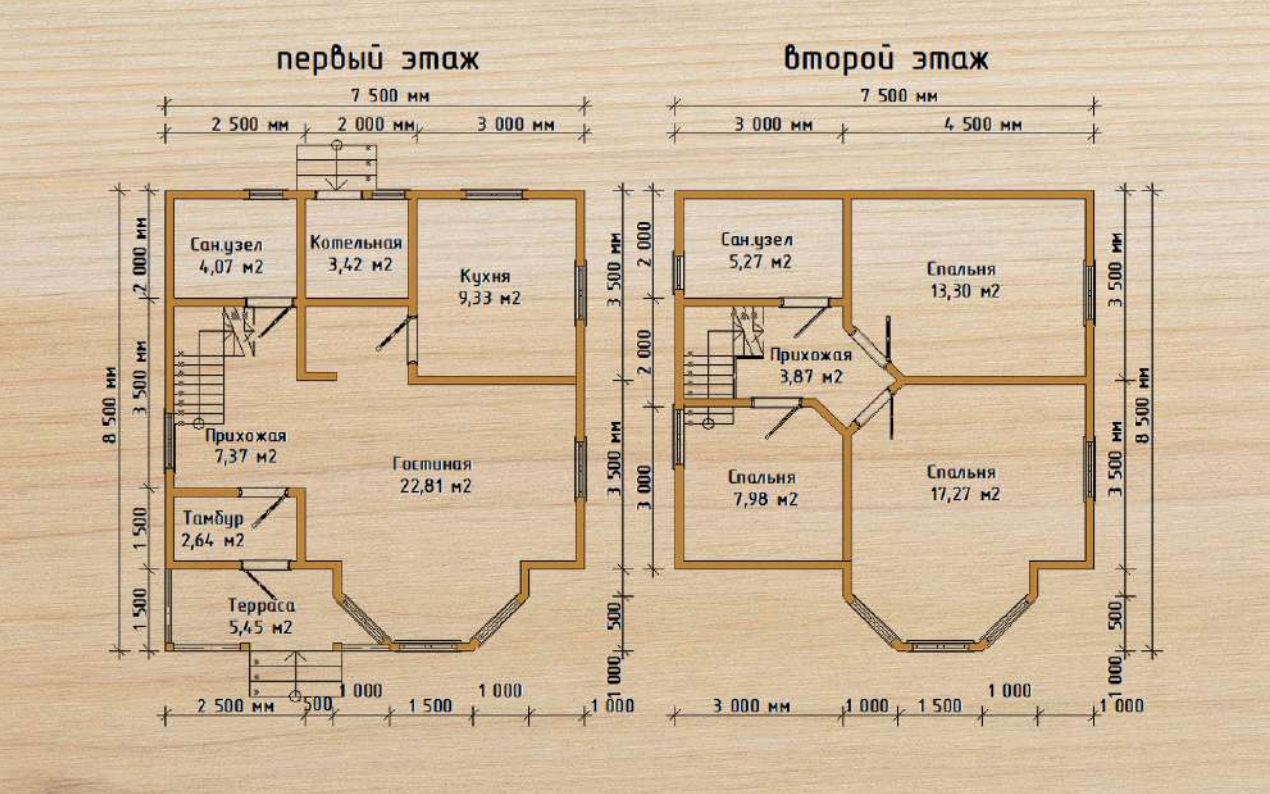 первый этаж
второй этаж
7 500 мм
7 500 мм
2 500 мм
2 000 мм
3 000 мм
3 000 мм
4 500 мм
Сан.узел
4,07 м2
Котельная
3,42 м2
Кухня
9,33 м2
Прихожая
7,37 м2
Гостиная
22,81 м2
Тамбур
2,64 м2
Терраса
5,45 м2
8 500 мм
2 000 мм
3 500 мм
1 500
1 500
3 500 мм
3 500 мм
500
1 000
2 500 мм
500
1 000
1 500
1 000
1 000
Сан.узел
5,27 м2
Спальня
13,30 м2
Прихожая
3,87 м2
Спальня
7,98 м2
Спальня
17,27 м2
2 000
2 000
3 000
3 500 мм
3 500 мм
8 500 мм
500
1 000
3 000 мм
1 000
1 500
1 000
1 000